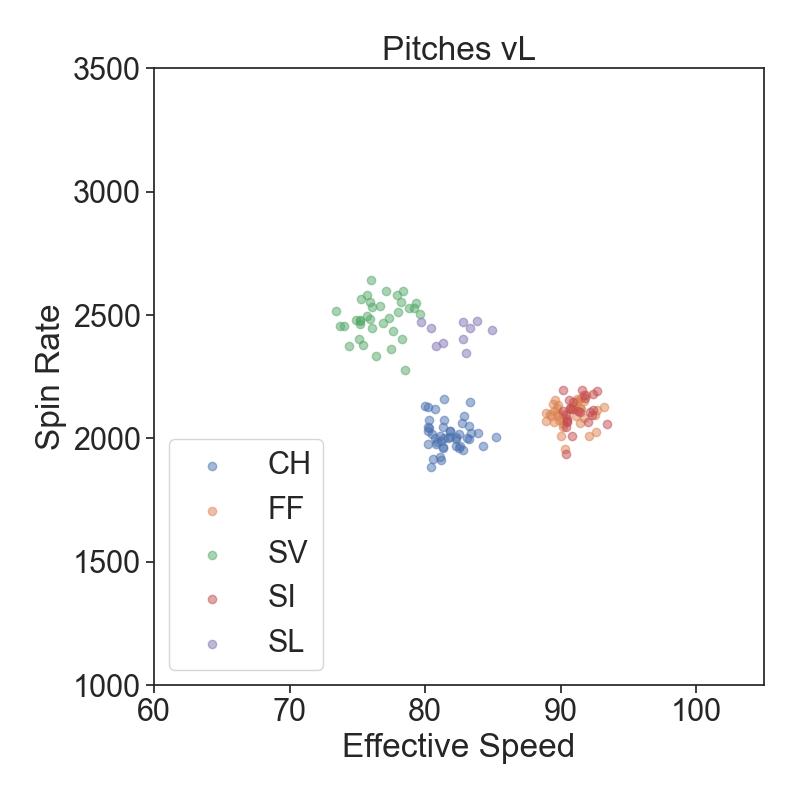 Pitches vL
3500
3000
2500
2000
1500
1000
Spin Rate
CH
FF
SV
SI
SL
60 70 80 90 100
Effective Speed